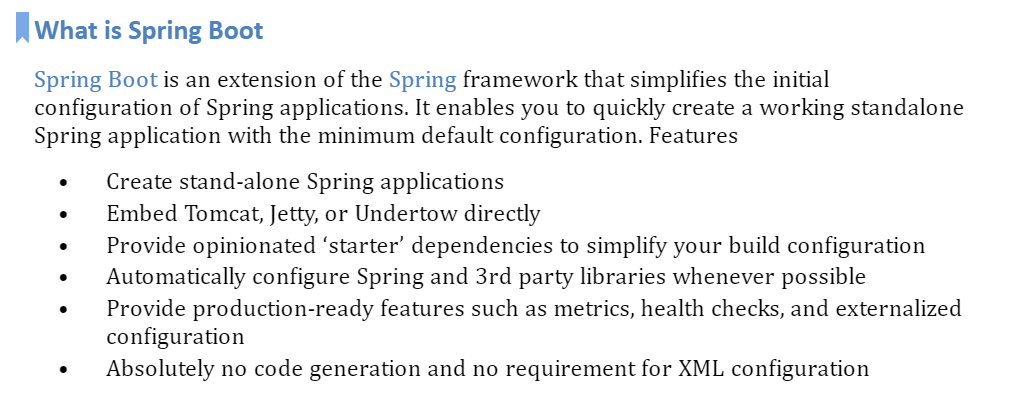 What is Spring Boot
Spring Boot is an extension of the Spring framework that simplifies the initial
configuration of Spring applications. It enables you to quickly create a working standalone
Spring application with the minimum default configuration. Features
• Create stand-alone Spring applications
• Embed Tomcat, Jetty, or Undertow directly
• Provide opinionated ‘starter’ dependencies to simplify your build configuration
• Automatically configure Spring and 3rd party libraries whenever possible
• Provide production-ready features such as metrics, health checks, and externalized
configuration
• Absolutely no code generation and no requirement for XML configuration